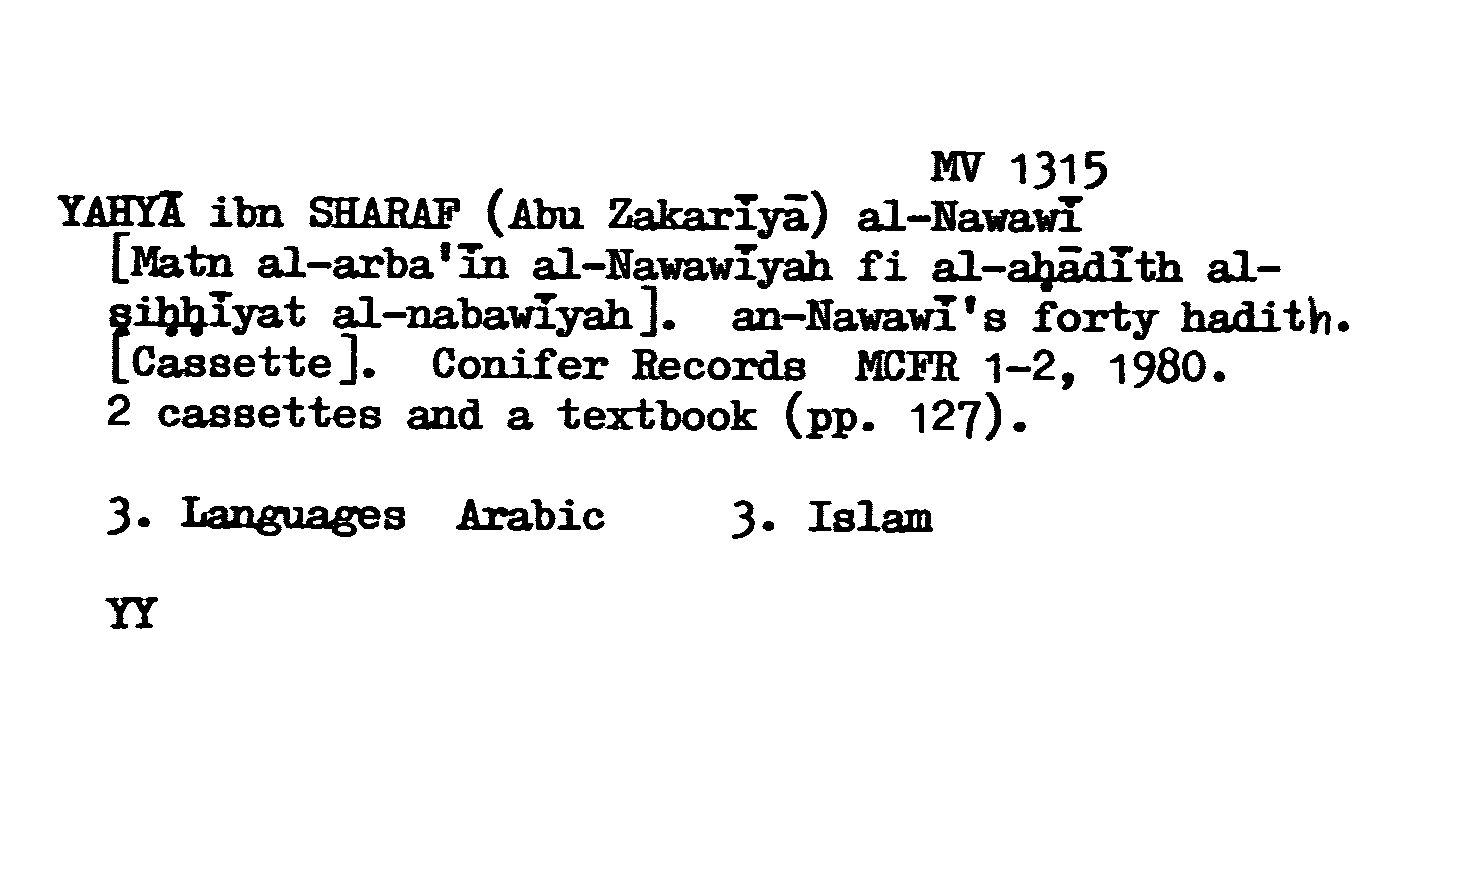 MV 1315
YAHYĀ ibn SHARAF (Abu Zakarīyā) al-Nawawī
[Matn al-arba'īn al-Nawawīyah fi al-aḥādīth al-
ṣiḥḥīyat al-nabawīyah]. an-Nawawī's forty hadith.
[Cassette]. Conifer Records MCFR 1-2, 1980.
2 cassettes and a textbook (pp. 127).
3. Languages Arabic 3. Islam
YY